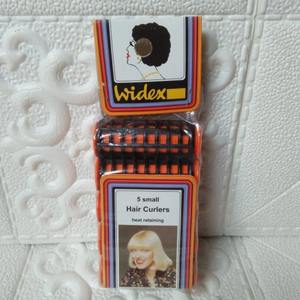 Widex
5 small
Hair Curlers
heat retaining